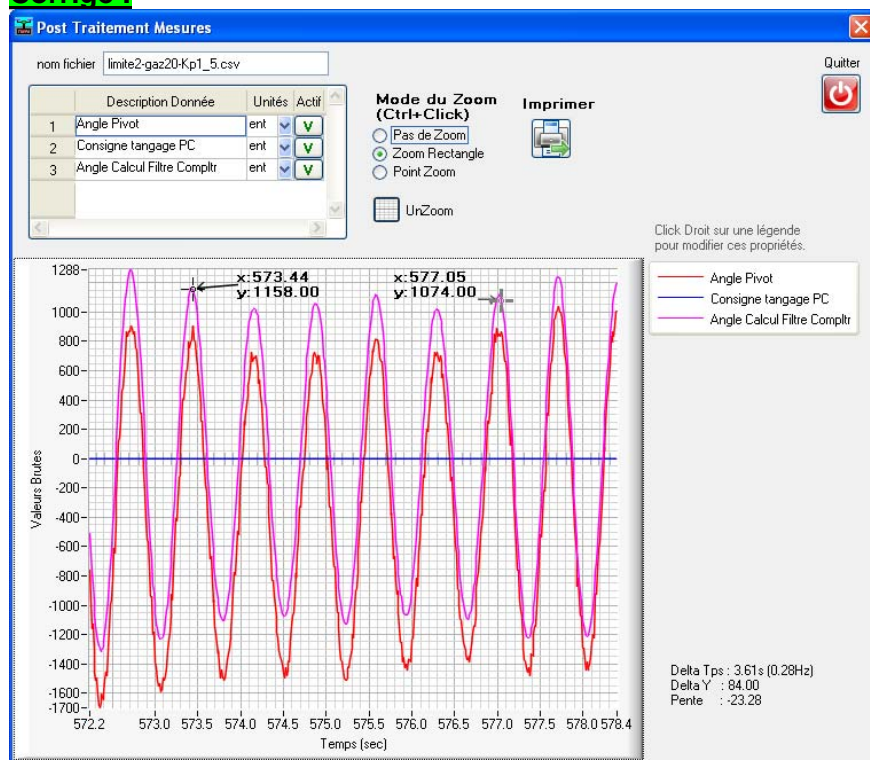 Corrigé :
Post Traitement Mesures
nom fichier limite2-gaz20-Kp1_5.csv
Quitter
Description Donnée Unités Actif
1 Angle Pivot ent V
2 Consigne tangage PC ent V
3 Angle Calcul Filtre Compltr ent V
Mode du Zoom
(Ctrl+Click)
Pas de Zoom
Zoom Rectangle
Point Zoom
UnZoom
Imprimer
Click Droit sur une légende
pour modifier ces propriétés.
Angle Pivot
Consigne tangage PC
Angle Calcul Filtre Compltr
x:573.44
y:1158.00
x:577.05
y:1074.00
Valeurs Brutes
1288
1000
800
600
400
200
0
-200
-400
-600
-800
-1000
-1200
-1400
-1600
-1700
572.2 573.0 573.5 574.0 574.5 575.0 575.5 576.0 576.5 577.0 577.5 578.0 578.4
Temps (sec)
Delta Tps : 3.61s (0.28Hz)
Delta Y : 84.00
Pente : -23.28